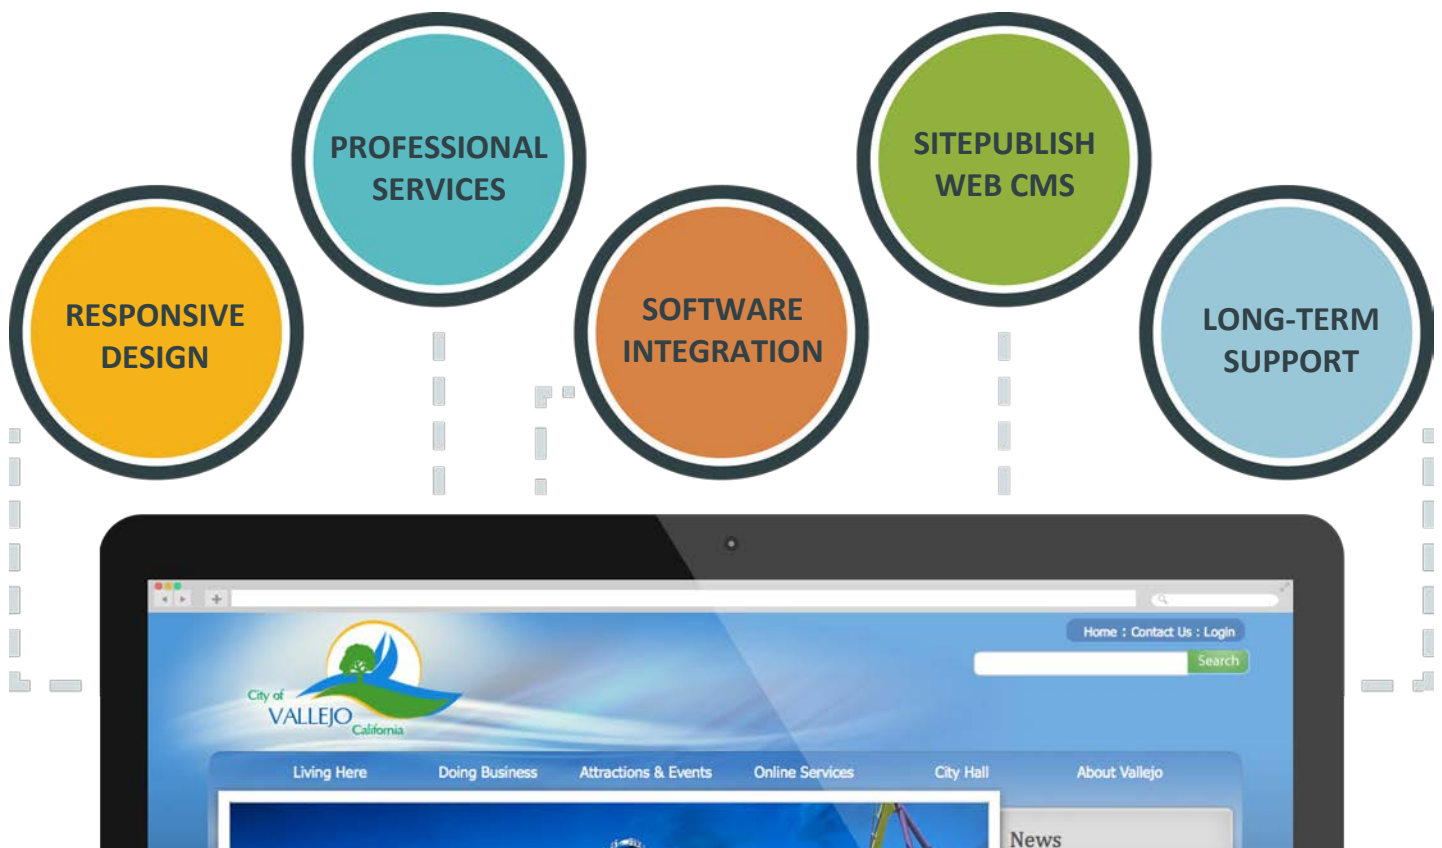 PROFESSIONAL
SERVICES
SITEPUBLISH
WEB CMS
RESPONSIVE
DESIGN
SOFTWARE
INTEGRATION
LONG-TERM
SUPPORT
Home : Contact Us : Login
Search
City of
VALLEJO
California
Living Here
Doing Business
Attractions & Events
Online Services
City Hall
About Vallejo
News